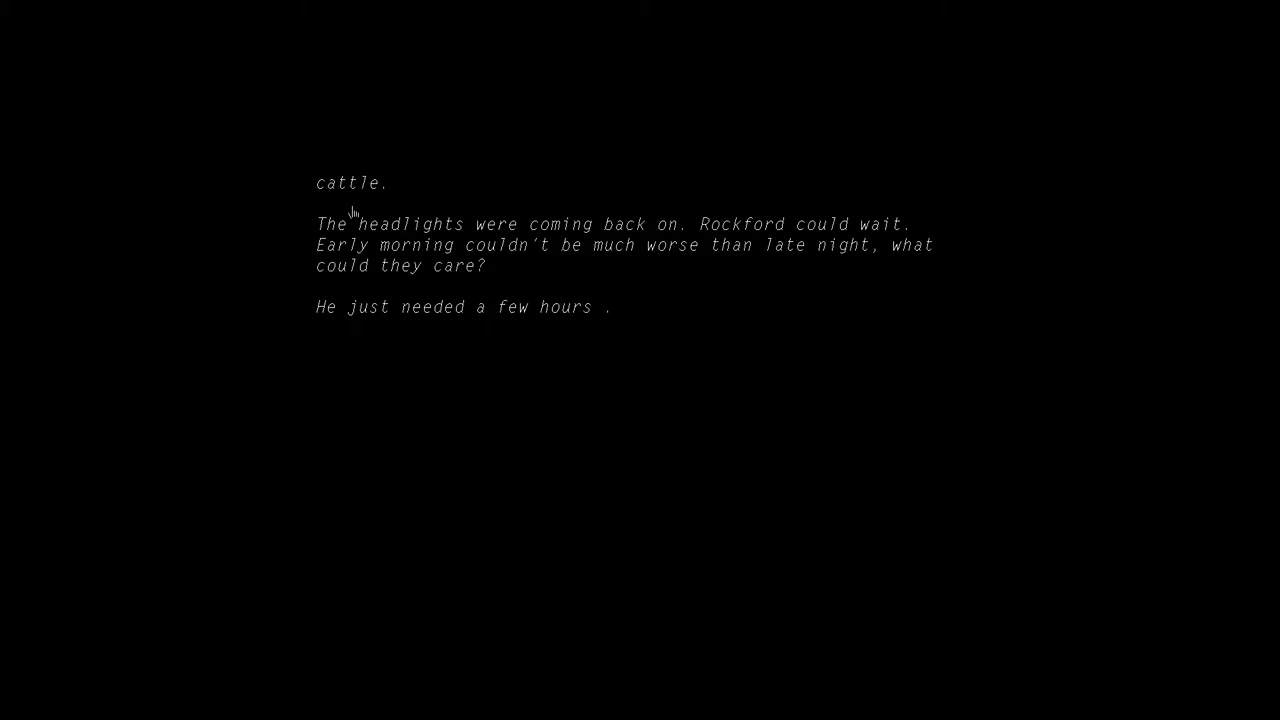 cattle.
The headlights were coming back on. Rockford could wait.
Early morning couldn't be much worse than late night, what
could they care?
He just needed a few hours .